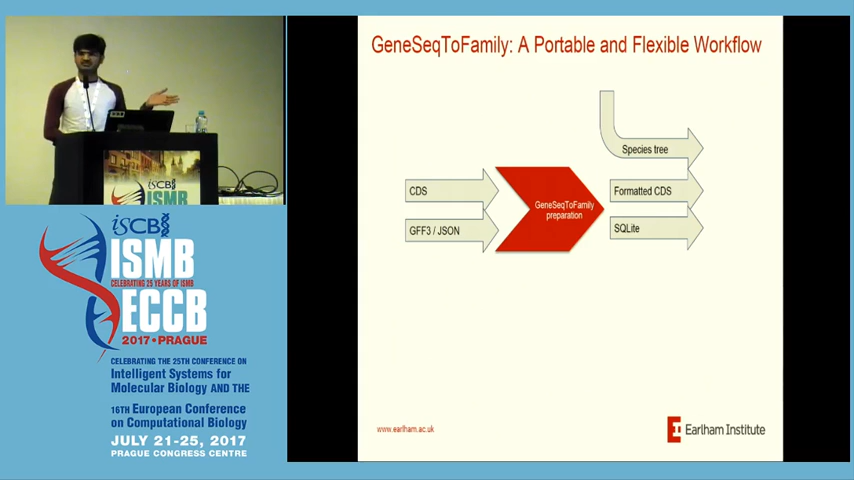 GeneSeqToFamily: A Portable and Flexible Workflow
Species tree
CDS
GeneSeqToFamily
preparation
Formatted CDS
GFF3 / JSON
SQLite
www.earlham.ac.uk
Earlham Institute
iSCB
ISMB
iSCB
ISMB
CELEBRATING 25 YEARS OF ISMB
ECCB
2017 • PRAGUE
CELEBRATING THE 25TH CONFERENCE ON
Intelligent Systems for
Molecular Biology AND THE
16TH European Conference
on Computational Biology
JULY 21-25, 2017
PRAGUE CONGRESS CENTRE